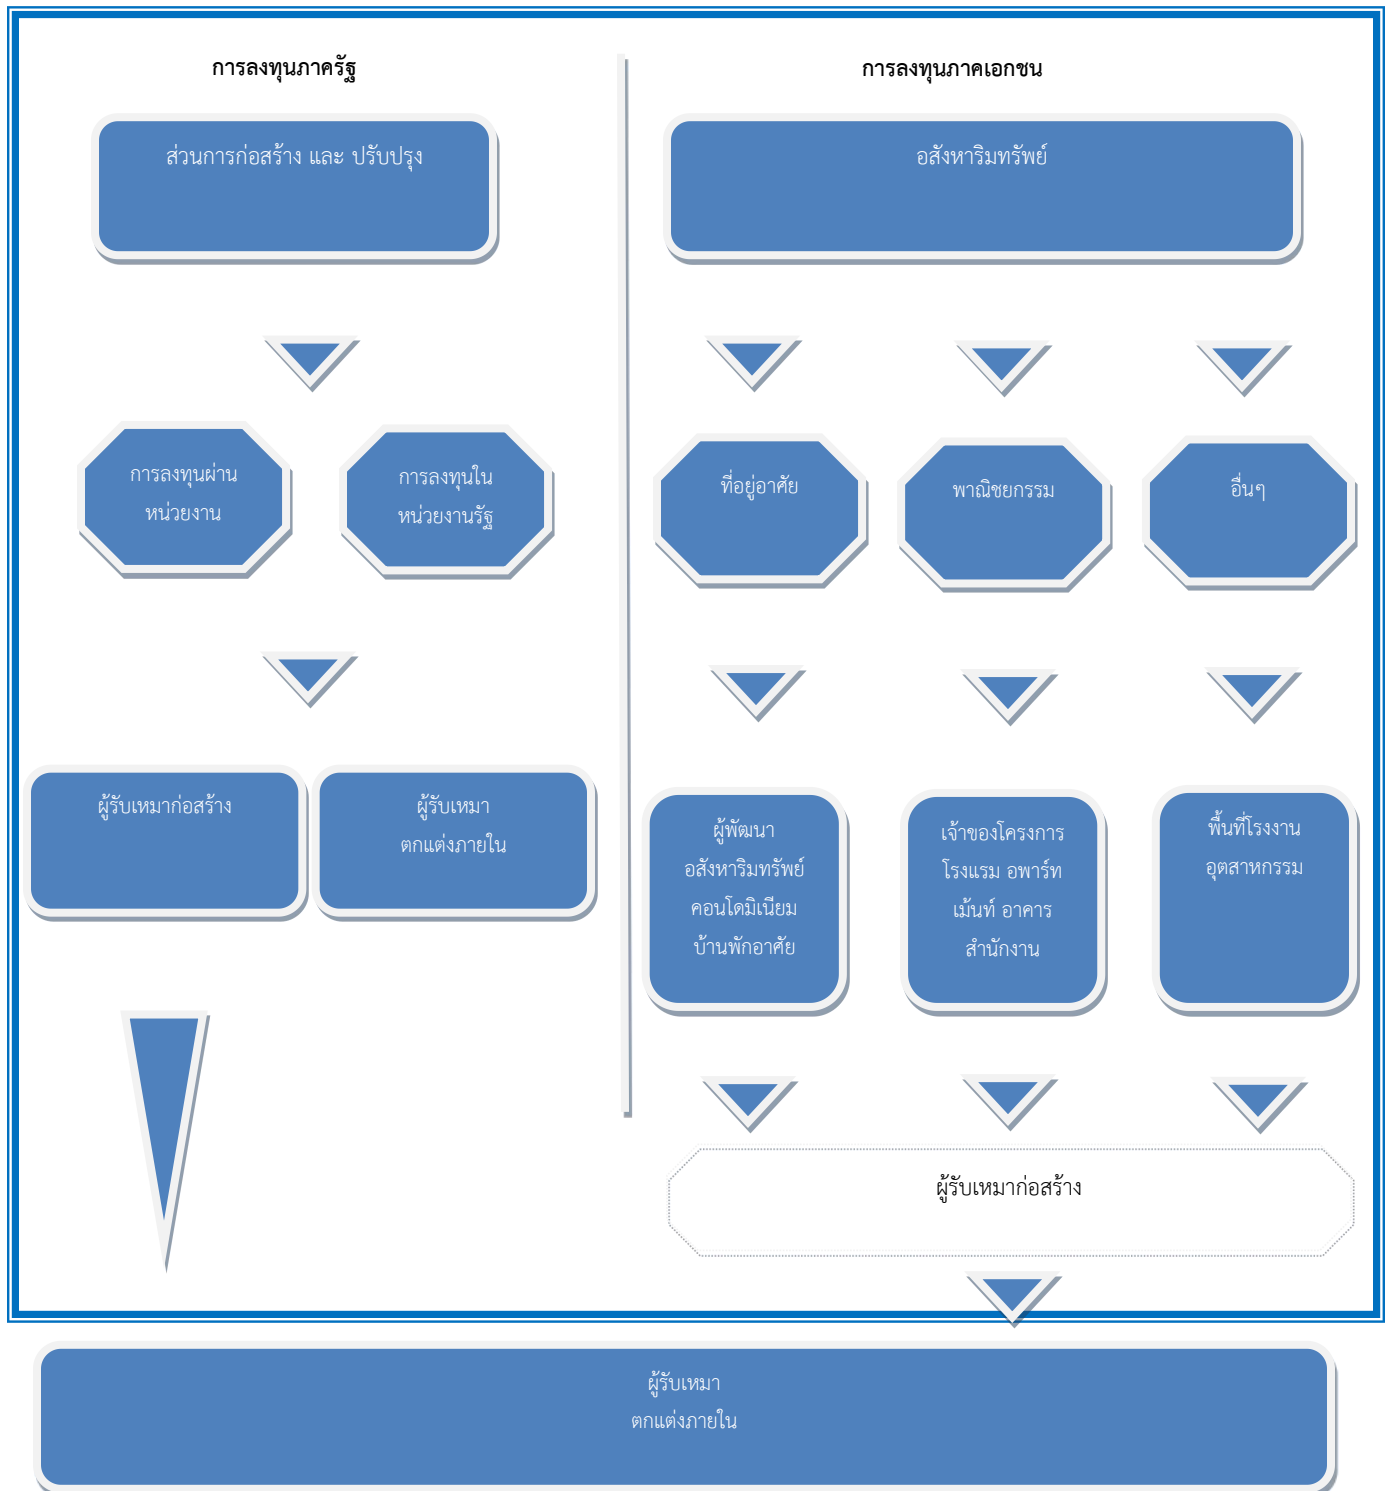 การลงทุนภาครัฐ
การลงทุนภาคเอกชน
ส่วนการก่อสร้าง และ ปรับปรุง
อสังหาริมทรัพย์
การลงทุนผ่าน
หน่วยงาน
การลงทุนใน
หน่วยงานรัฐ
ที่อยู่อาศัย
พาณิชยกรรม
อื่นๆ
ผู้รับเหมาก่อสร้าง
ผู้รับเหมา
ตกแต่งภายใน
ผู้พัฒนา
อสังหาริมทรัพย์
คอนโดมิเนียม
บ้านพักอาศัย
เจ้าของโครงการ
โรงแรม อพาร์ท
เม้นท์ อาคาร
สำนักงาน
พื้นที่โรงงาน
อุตสาหกรรม
ผู้รับเหมาก่อสร้าง
ผู้รับเหมา
ตกแต่งภายใน